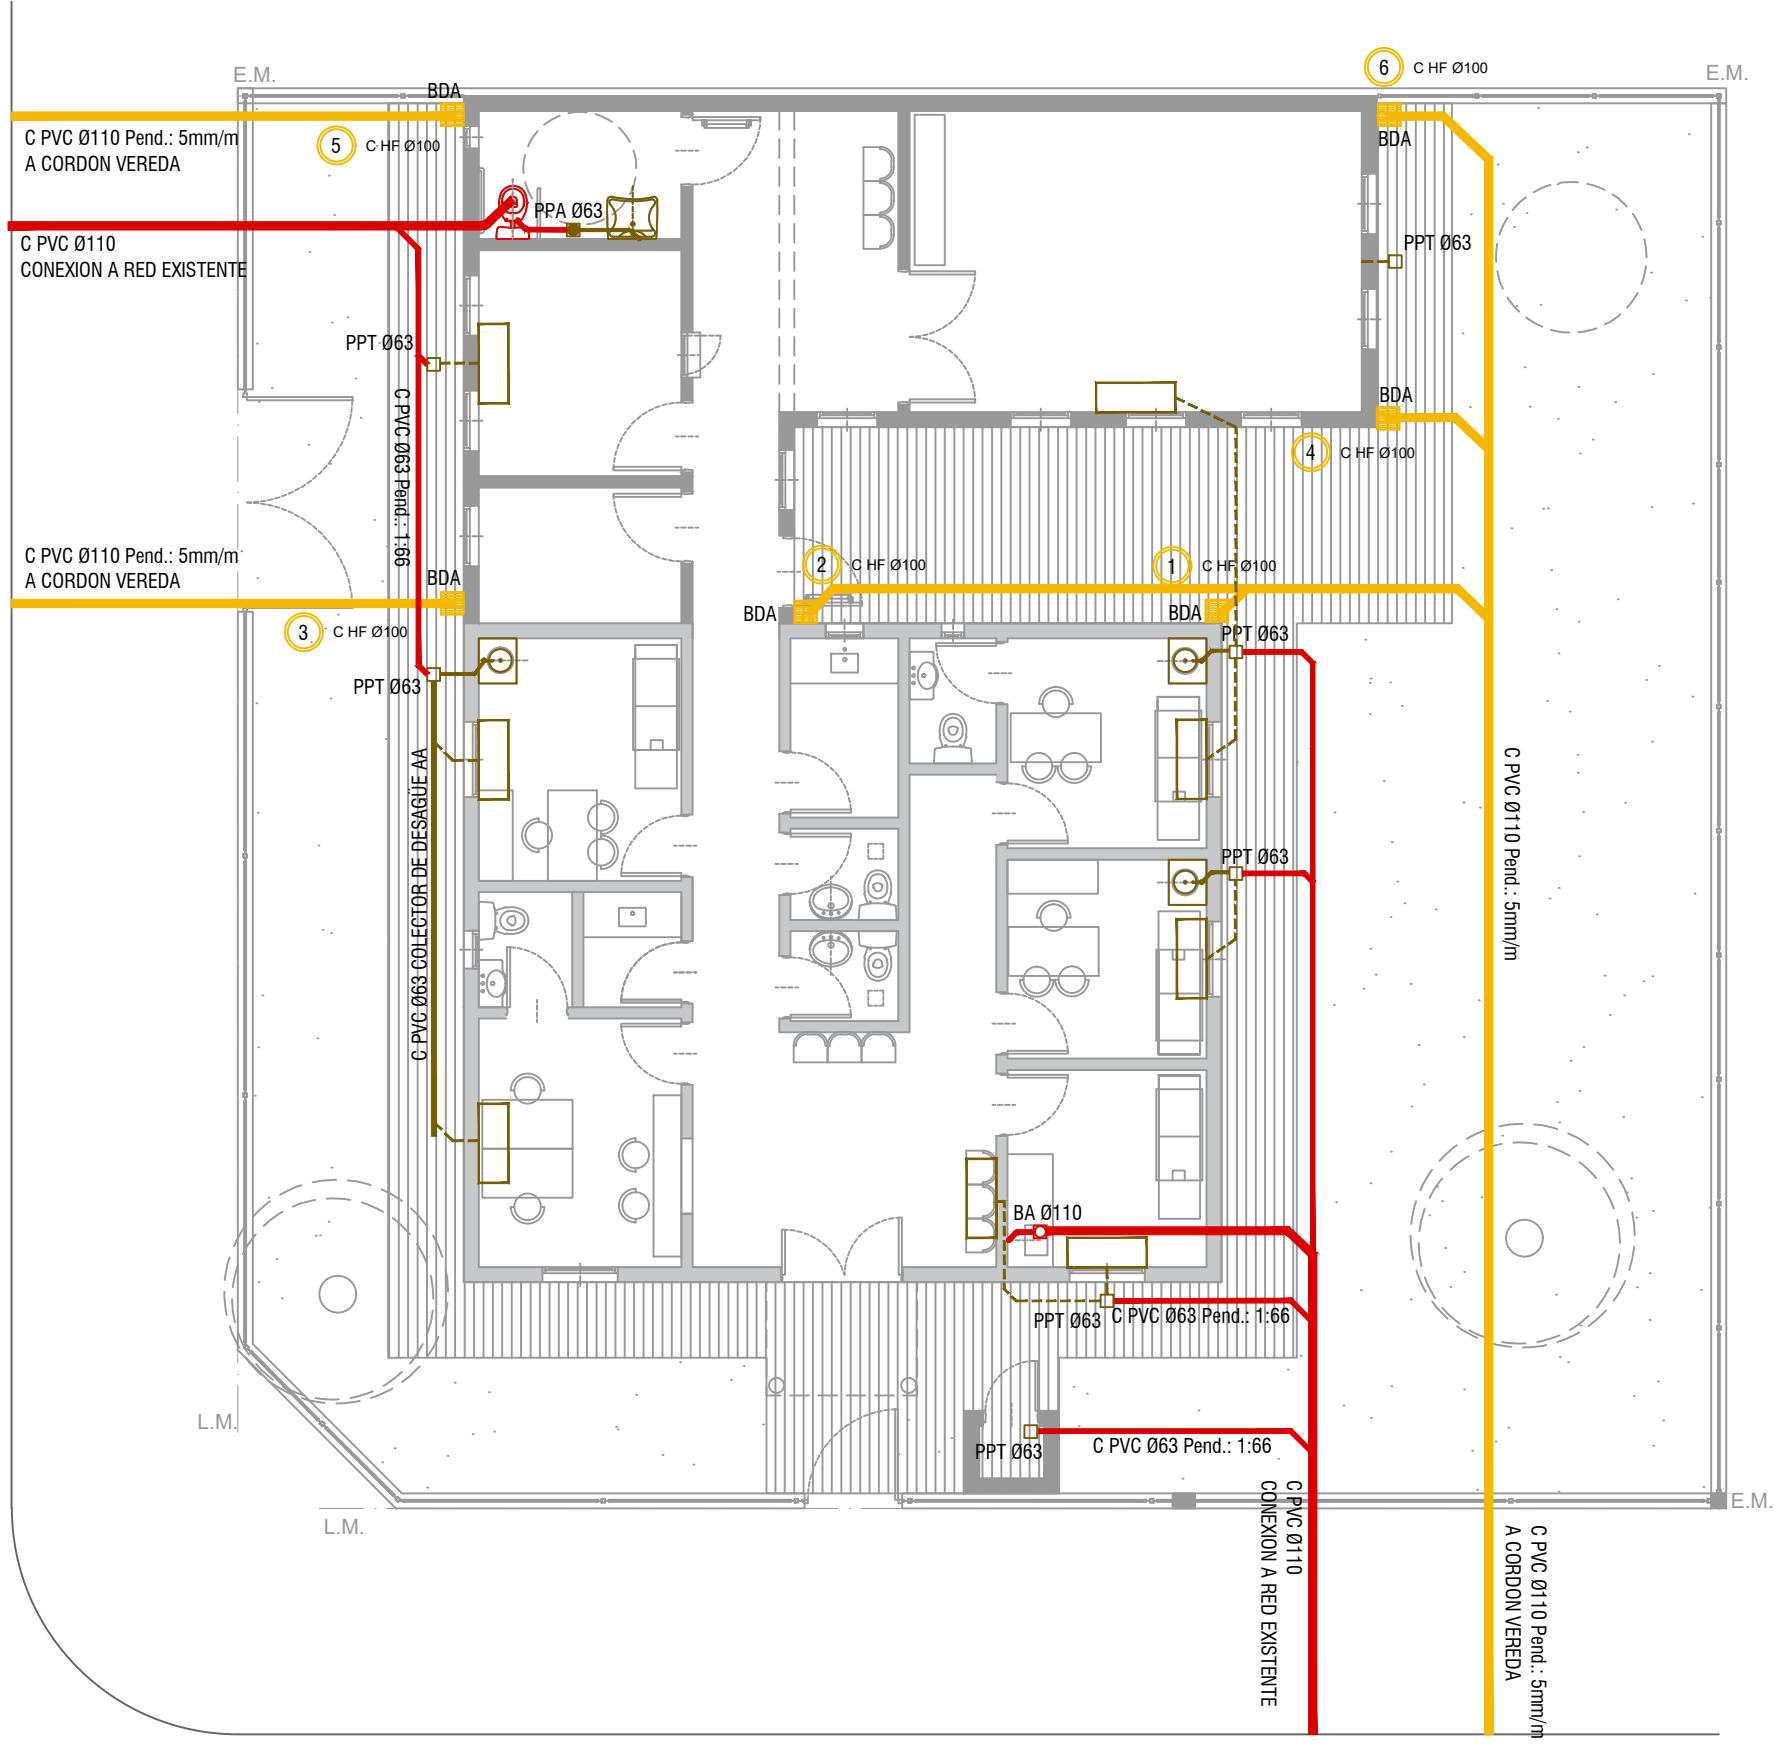 6 C HF Ø100
E.M.
E.M.
BDA
C PVC Ø110 Pend.: 5mm/m
A CORDON VEREDA
5 C HF Ø100
BDA
PPA Ø63
C PVC Ø110
CONEXION A RED EXISTENTE
PPT Ø63
PPT Ø63
C PVC Ø63 Pend.: 1:66
BDA
4 C HF Ø100
C PVC Ø110 Pend.: 5mm/m
A CORDON VEREDA
BDA
2 C HF Ø100
1 C HF Ø100
BDA
BDA
3 C HF Ø100
PPT Ø63
PPT Ø63
C PVC Ø63 COLECTOR DE DESAGÜE AA
C PVC Ø110 Pend.: 5mm/m
PPT Ø63
BA Ø110
PPT Ø63
C PVC Ø63 Pend.: 1:66
L.M.
PPT Ø63
C PVC Ø63 Pend.: 1:66
E.M.
L.M.
C PVC Ø110
CONEXION A RED EXISTENTE
C PVC Ø110 Pend.: 5mm/m
A CORDON VEREDA